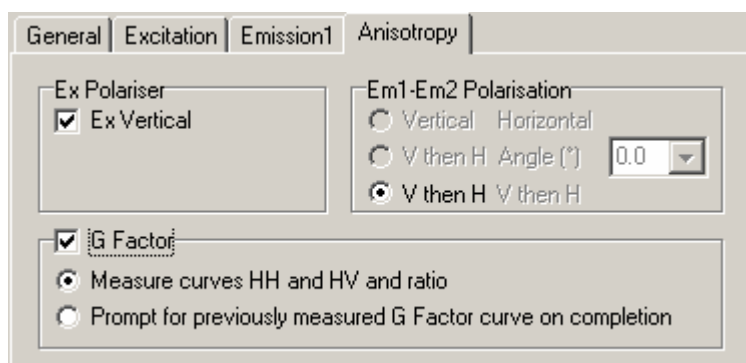 General Excitation Emission1 Anisotropy
Ex Polariser
Ex Vertical
Em1-Em2 Polarisation
Vertical Horizontal
V then H Angle (°) 0.0
V then H V then H
G Factor
Measure curves HH and HV and ratio
Prompt for previously measured G Factor curve on completion